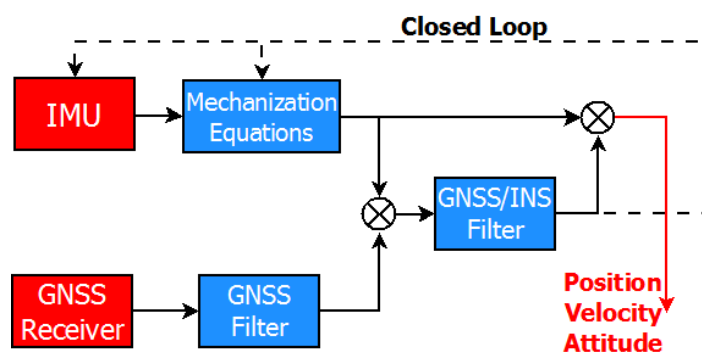 Closed Loop
IMU
Mechanization
Equations
GNSS/INS
Filter
GNSS
Receiver
GNSS
Filter
Position
Velocity
Attitude